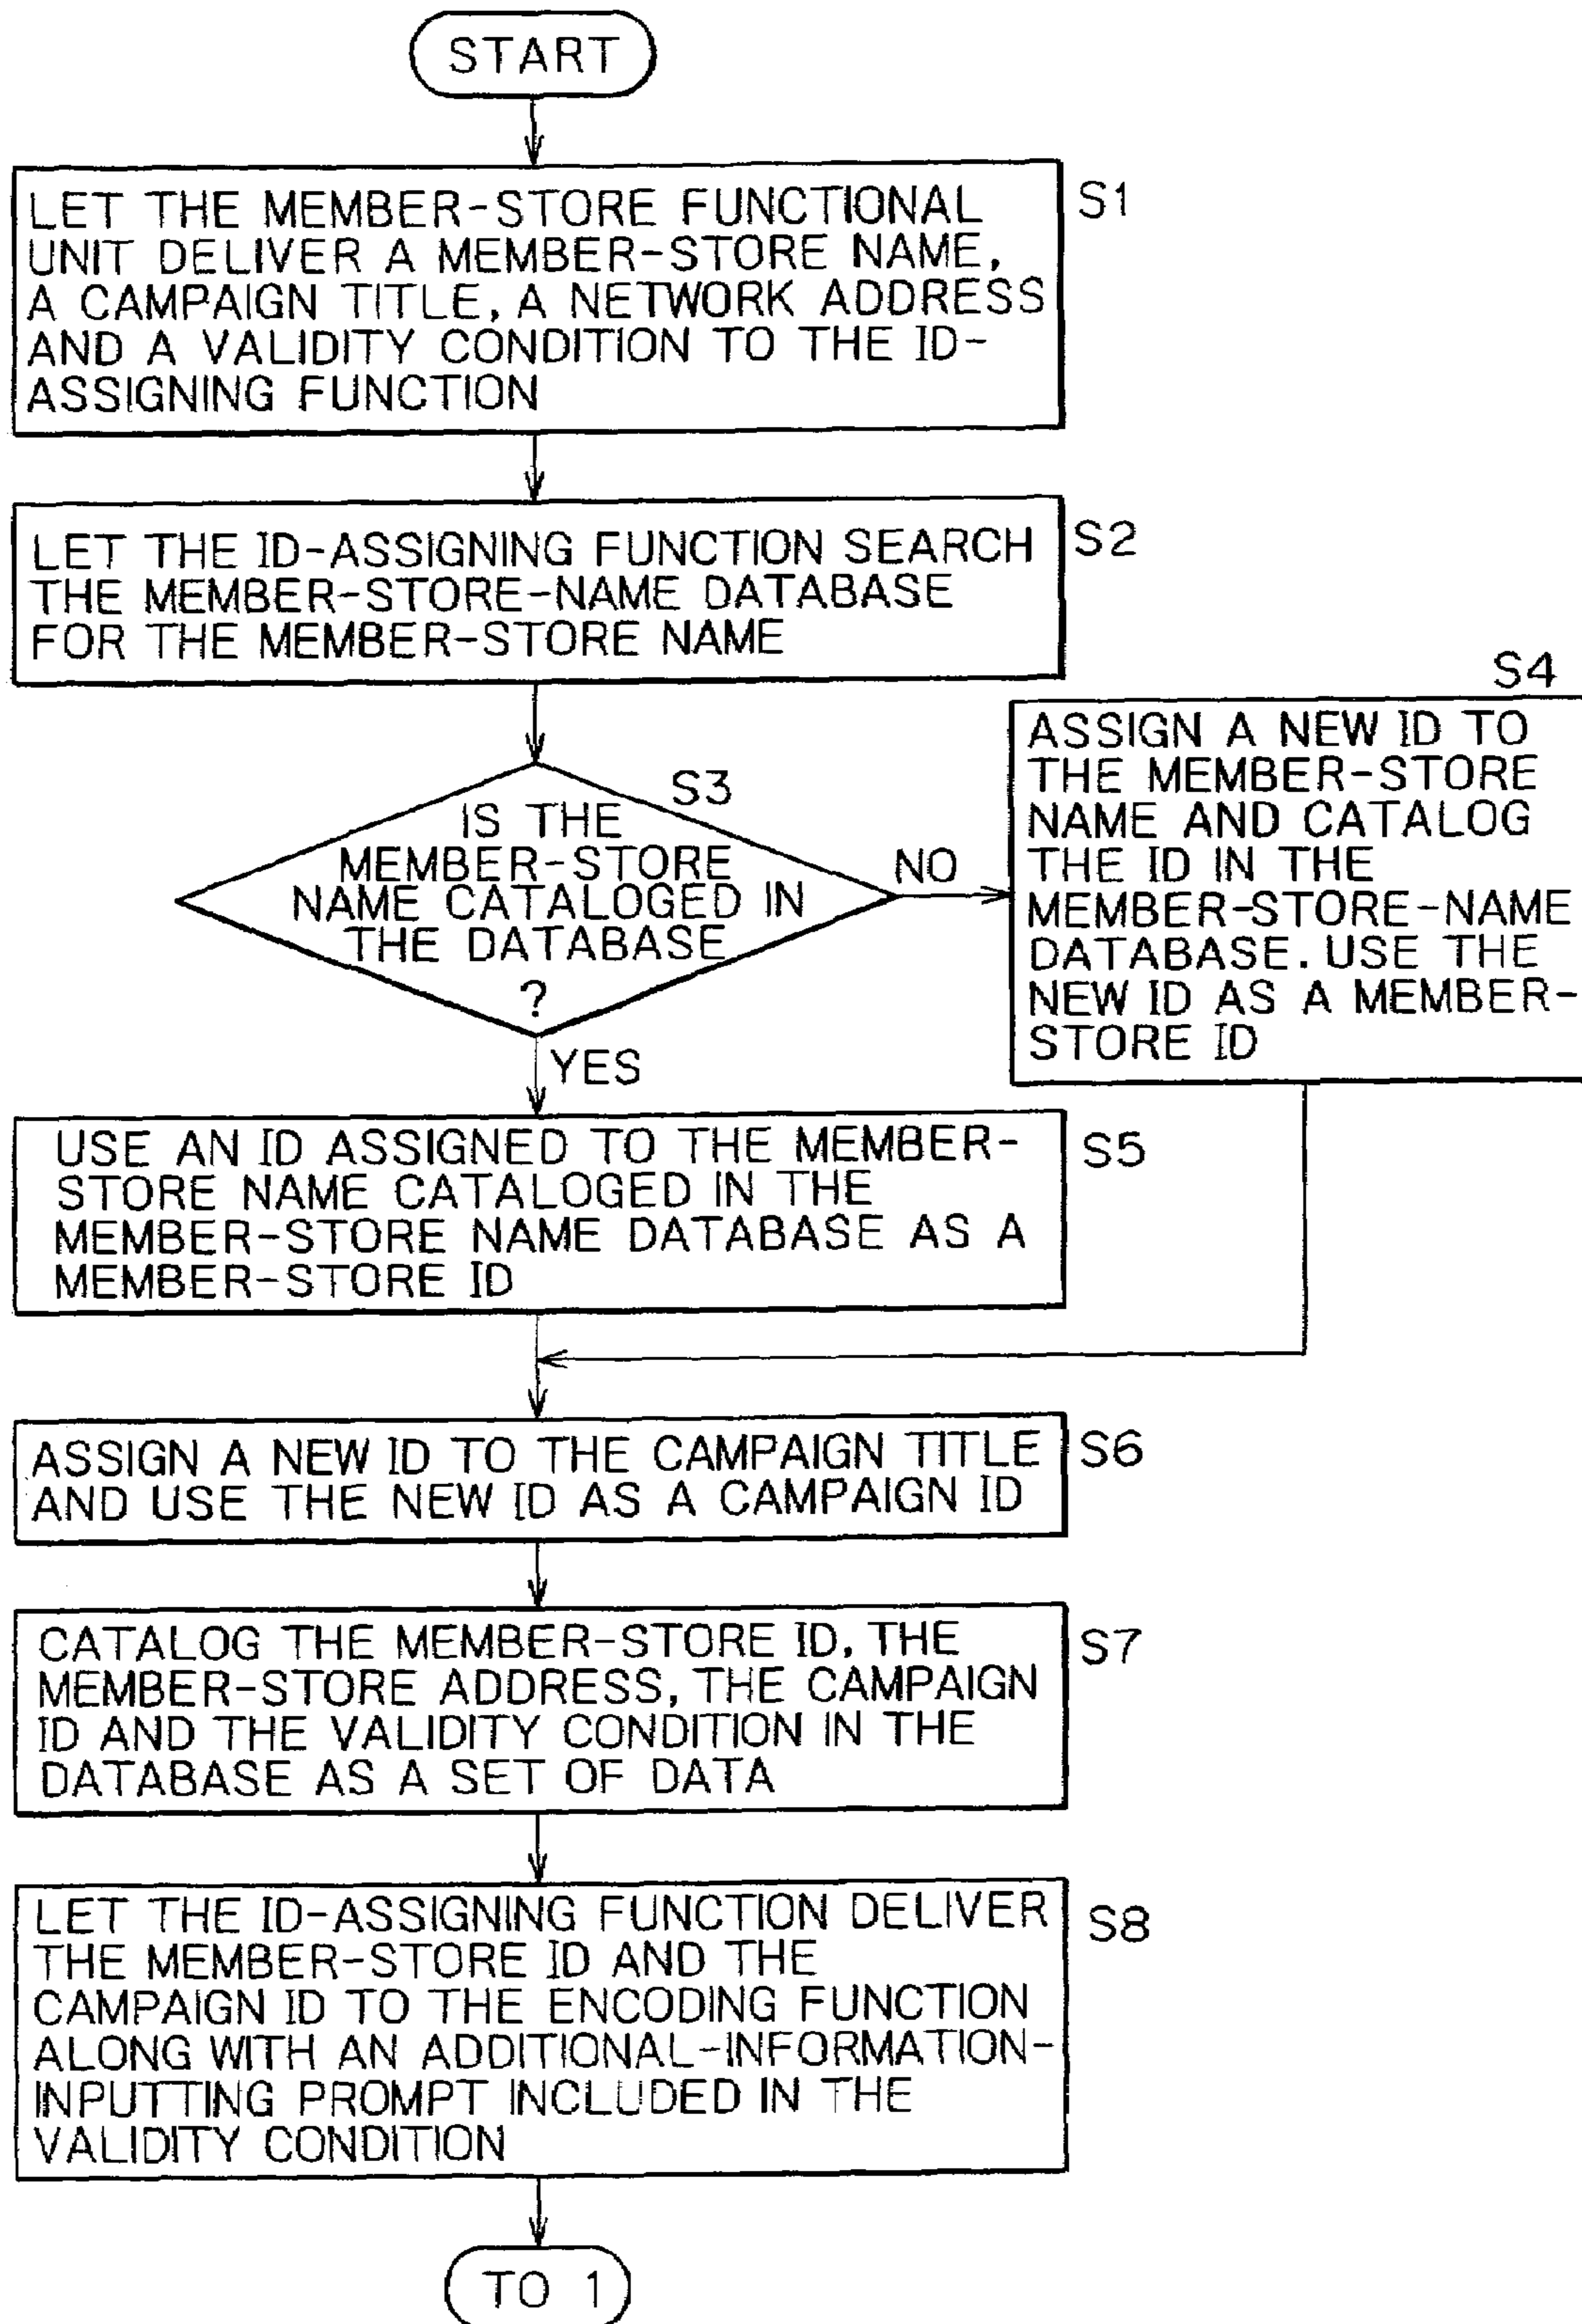 START
LET THE MEMBER-STORE FUNCTIONAL
UNIT DELIVER A MEMBER-STORE NAME,
A CAMPAIGN TITLE, A NETWORK ADDRESS
AND A VALIDITY CONDITION TO THE ID-
ASSIGNING FUNCTION
S1
LET THE ID-ASSIGNING FUNCTION SEARCH
THE MEMBER-STORE-NAME DATABASE
FOR THE MEMBER-STORE NAME
S2
S3
IS THE
MEMBER-STORE
NAME CATALOGED IN
THE DATABASE
?
NO
YES
S4
ASSIGN A NEW ID TO
THE MEMBER-STORE
NAME AND CATALOG
THE ID IN THE
MEMBER-STORE-NAME
DATABASE. USE THE
NEW ID AS A MEMBER-
STORE ID
USE AN ID ASSIGNED TO THE MEMBER-
STORE NAME CATALOGED IN THE
MEMBER-STORE NAME DATABASE AS A
MEMBER-STORE ID
S5
ASSIGN A NEW ID TO THE CAMPAIGN TITLE
AND USE THE NEW ID AS A CAMPAIGN ID
S6
CATALOG THE MEMBER-STORE ID, THE
MEMBER-STORE ADDRESS, THE CAMPAIGN
ID AND THE VALIDITY CONDITION IN THE
DATABASE AS A SET OF DATA
S7
LET THE ID-ASSIGNING FUNCTION DELIVER
THE MEMBER-STORE ID AND THE
CAMPAIGN ID TO THE ENCODING FUNCTION
ALONG WITH AN ADDITIONAL-INFORMATION-
INPUTTING PROMPT INCLUDED IN THE
VALIDITY CONDITION
S8
TO 1